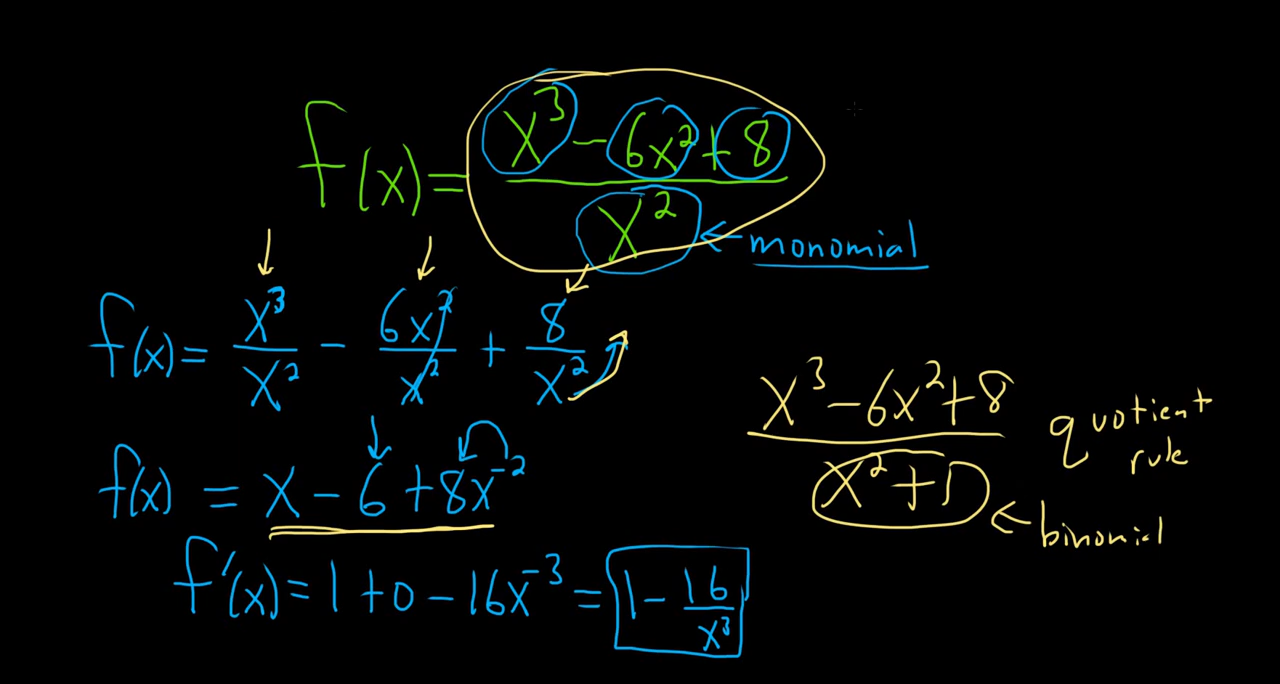 f(x) = (x³ - 6x² + 8) / x² ← monomial
f(x) = x³/x² - 6x²/x² + 8/x²
f(x) = x - 6 + 8x⁻²
f'(x) = 1 + 0 - 16x⁻³ = 1 - 16/x³
(x³ - 6x² + 8) / (x² + 1) quotient
rule
← binomial